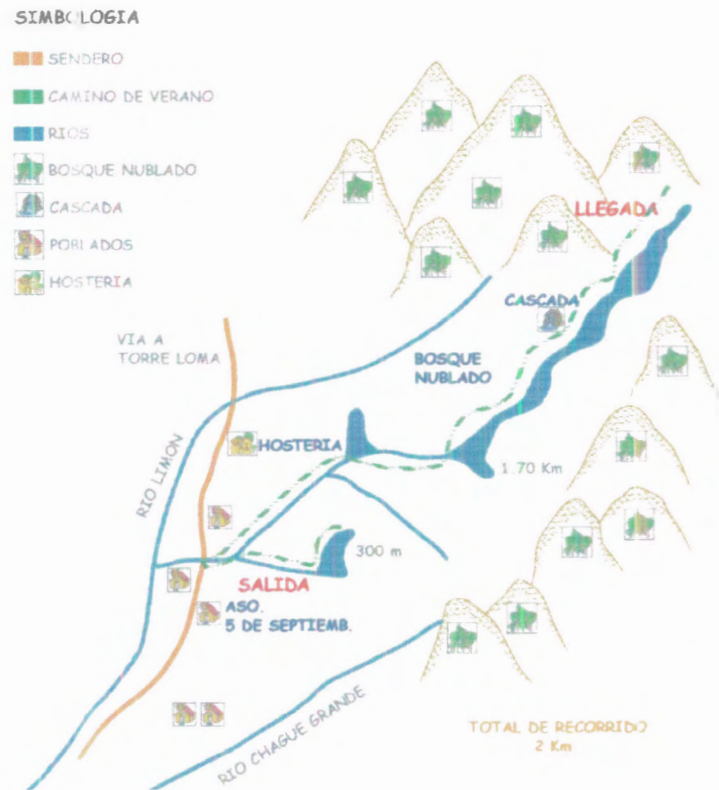 SIMBOLOGIA
SENDERO
CAMINO DE VERANO
RIOS
BOSQUE NUBLADO
CASCADA
POBLADOS
HOSTERIA
LLEGADA
CASCADA
VIA A
TORRE LOMA
BOSQUE
NUBLADO
HOSTERIA
RIO LIMON
1.70 Km
300 m
SALIDA
ASO.
5 DE SEPTIEMB.
RIO CHAGUE GRANDE
TOTAL DE RECORRIDO
2 Km